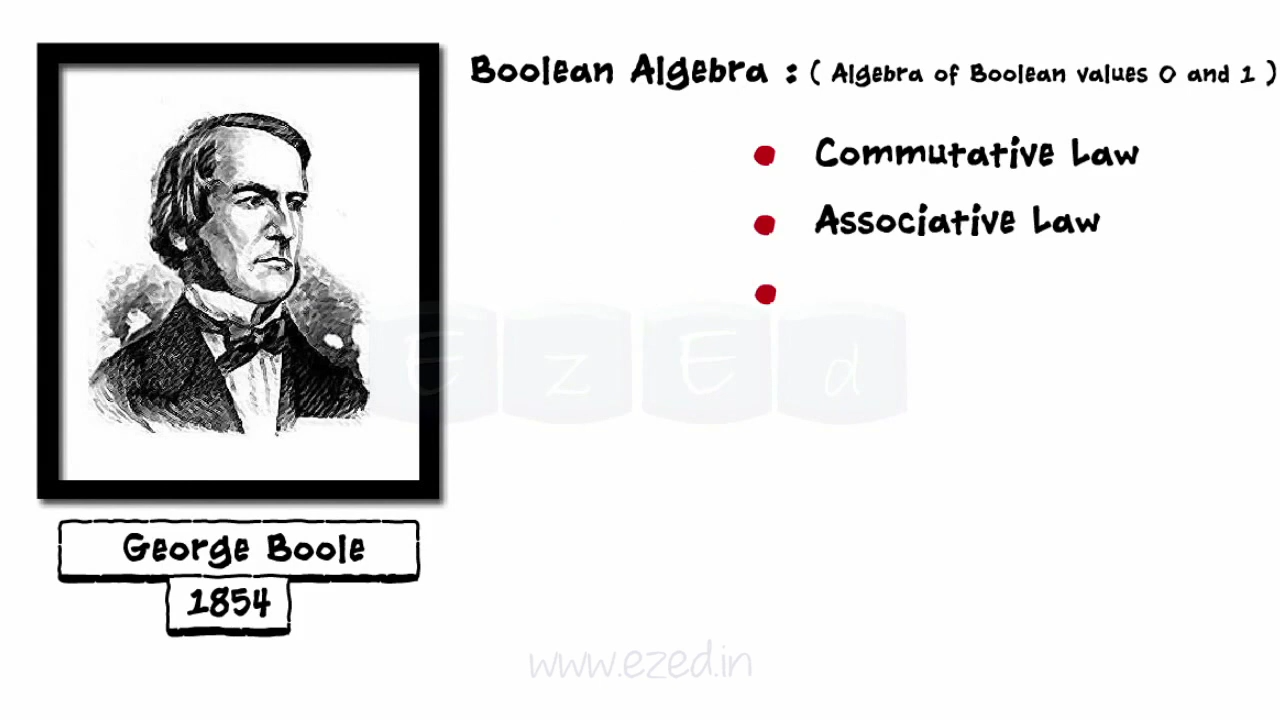 Boolean Algebra : ( Algebra of Boolean values 0 and 1 )
Commutative Law
Associative Law
EzEd
George Boole
1854
www.ezed.in